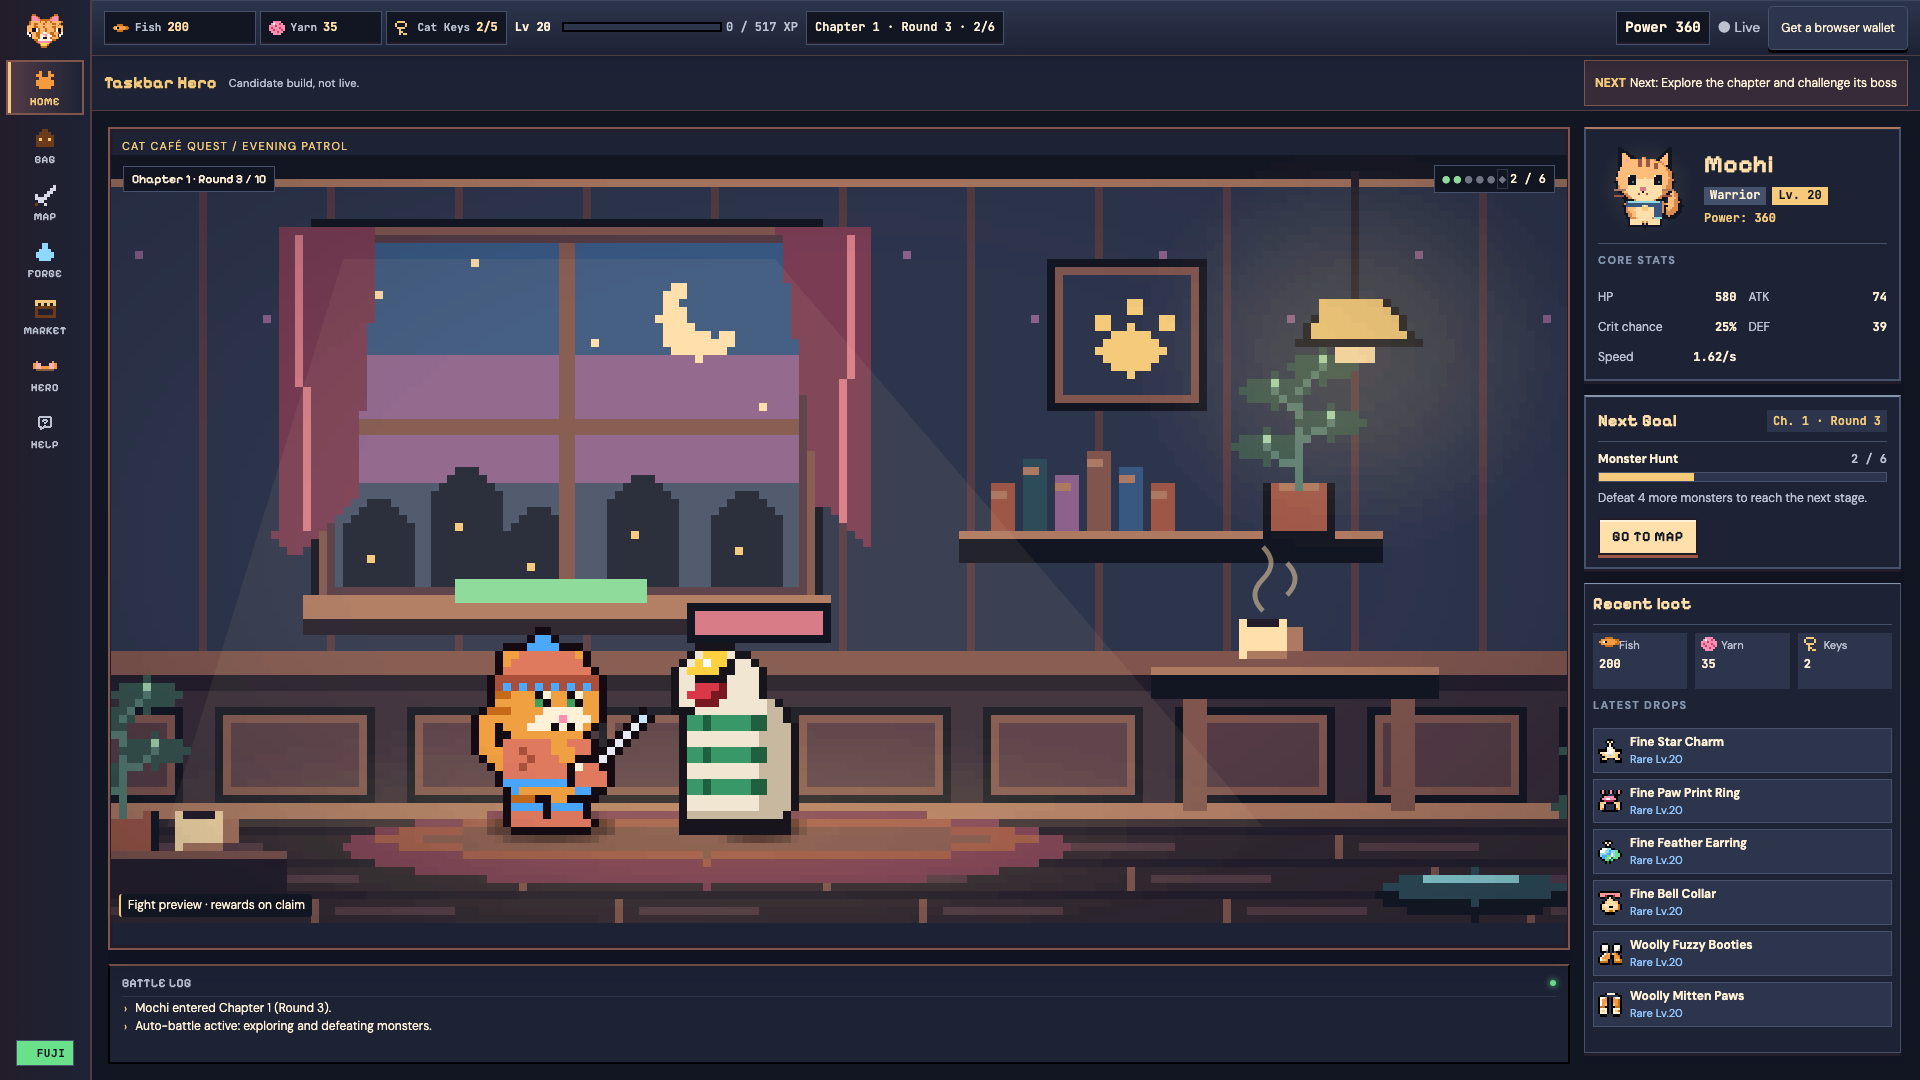 Fish 200
Yarn 35
Cat Keys 2/5
Lv 20
0 / 517 XP
Chapter 1 · Round 3 · 2/6
Power 360
Live
Get a browser wallet
HOME
BAG
MAP
FORGE
MARKET
HERO
HELP
FUJI
Taskbar Hero
Candidate build, not live.
NEXT Next: Explore the chapter and challenge its boss
CAT CAFÉ QUEST / EVENING PATROL
Chapter 1 · Round 3 / 10
2 / 6
Fight preview · rewards on claim
BATTLE LOG
› Mochi entered Chapter 1 (Round 3).
› Auto-battle active: exploring and defeating monsters.
Mochi
Warrior
Lv. 20
Power: 360
CORE STATS
HP 580 ATK 74
Crit chance 25% DEF 39
Speed 1.62/s
Next Goal
Ch. 1 · Round 3
Monster Hunt 2 / 6
Defeat 4 more monsters to reach the next stage.
GO TO MAP
Recent loot
Fish
200
Yarn
35
Keys
2
LATEST DROPS
Fine Star Charm
Rare Lv.20
Fine Paw Print Ring
Rare Lv.20
Fine Feather Earring
Rare Lv.20
Fine Bell Collar
Rare Lv.20
Woolly Fuzzy Booties
Rare Lv.20
Woolly Mitten Paws
Rare Lv.20